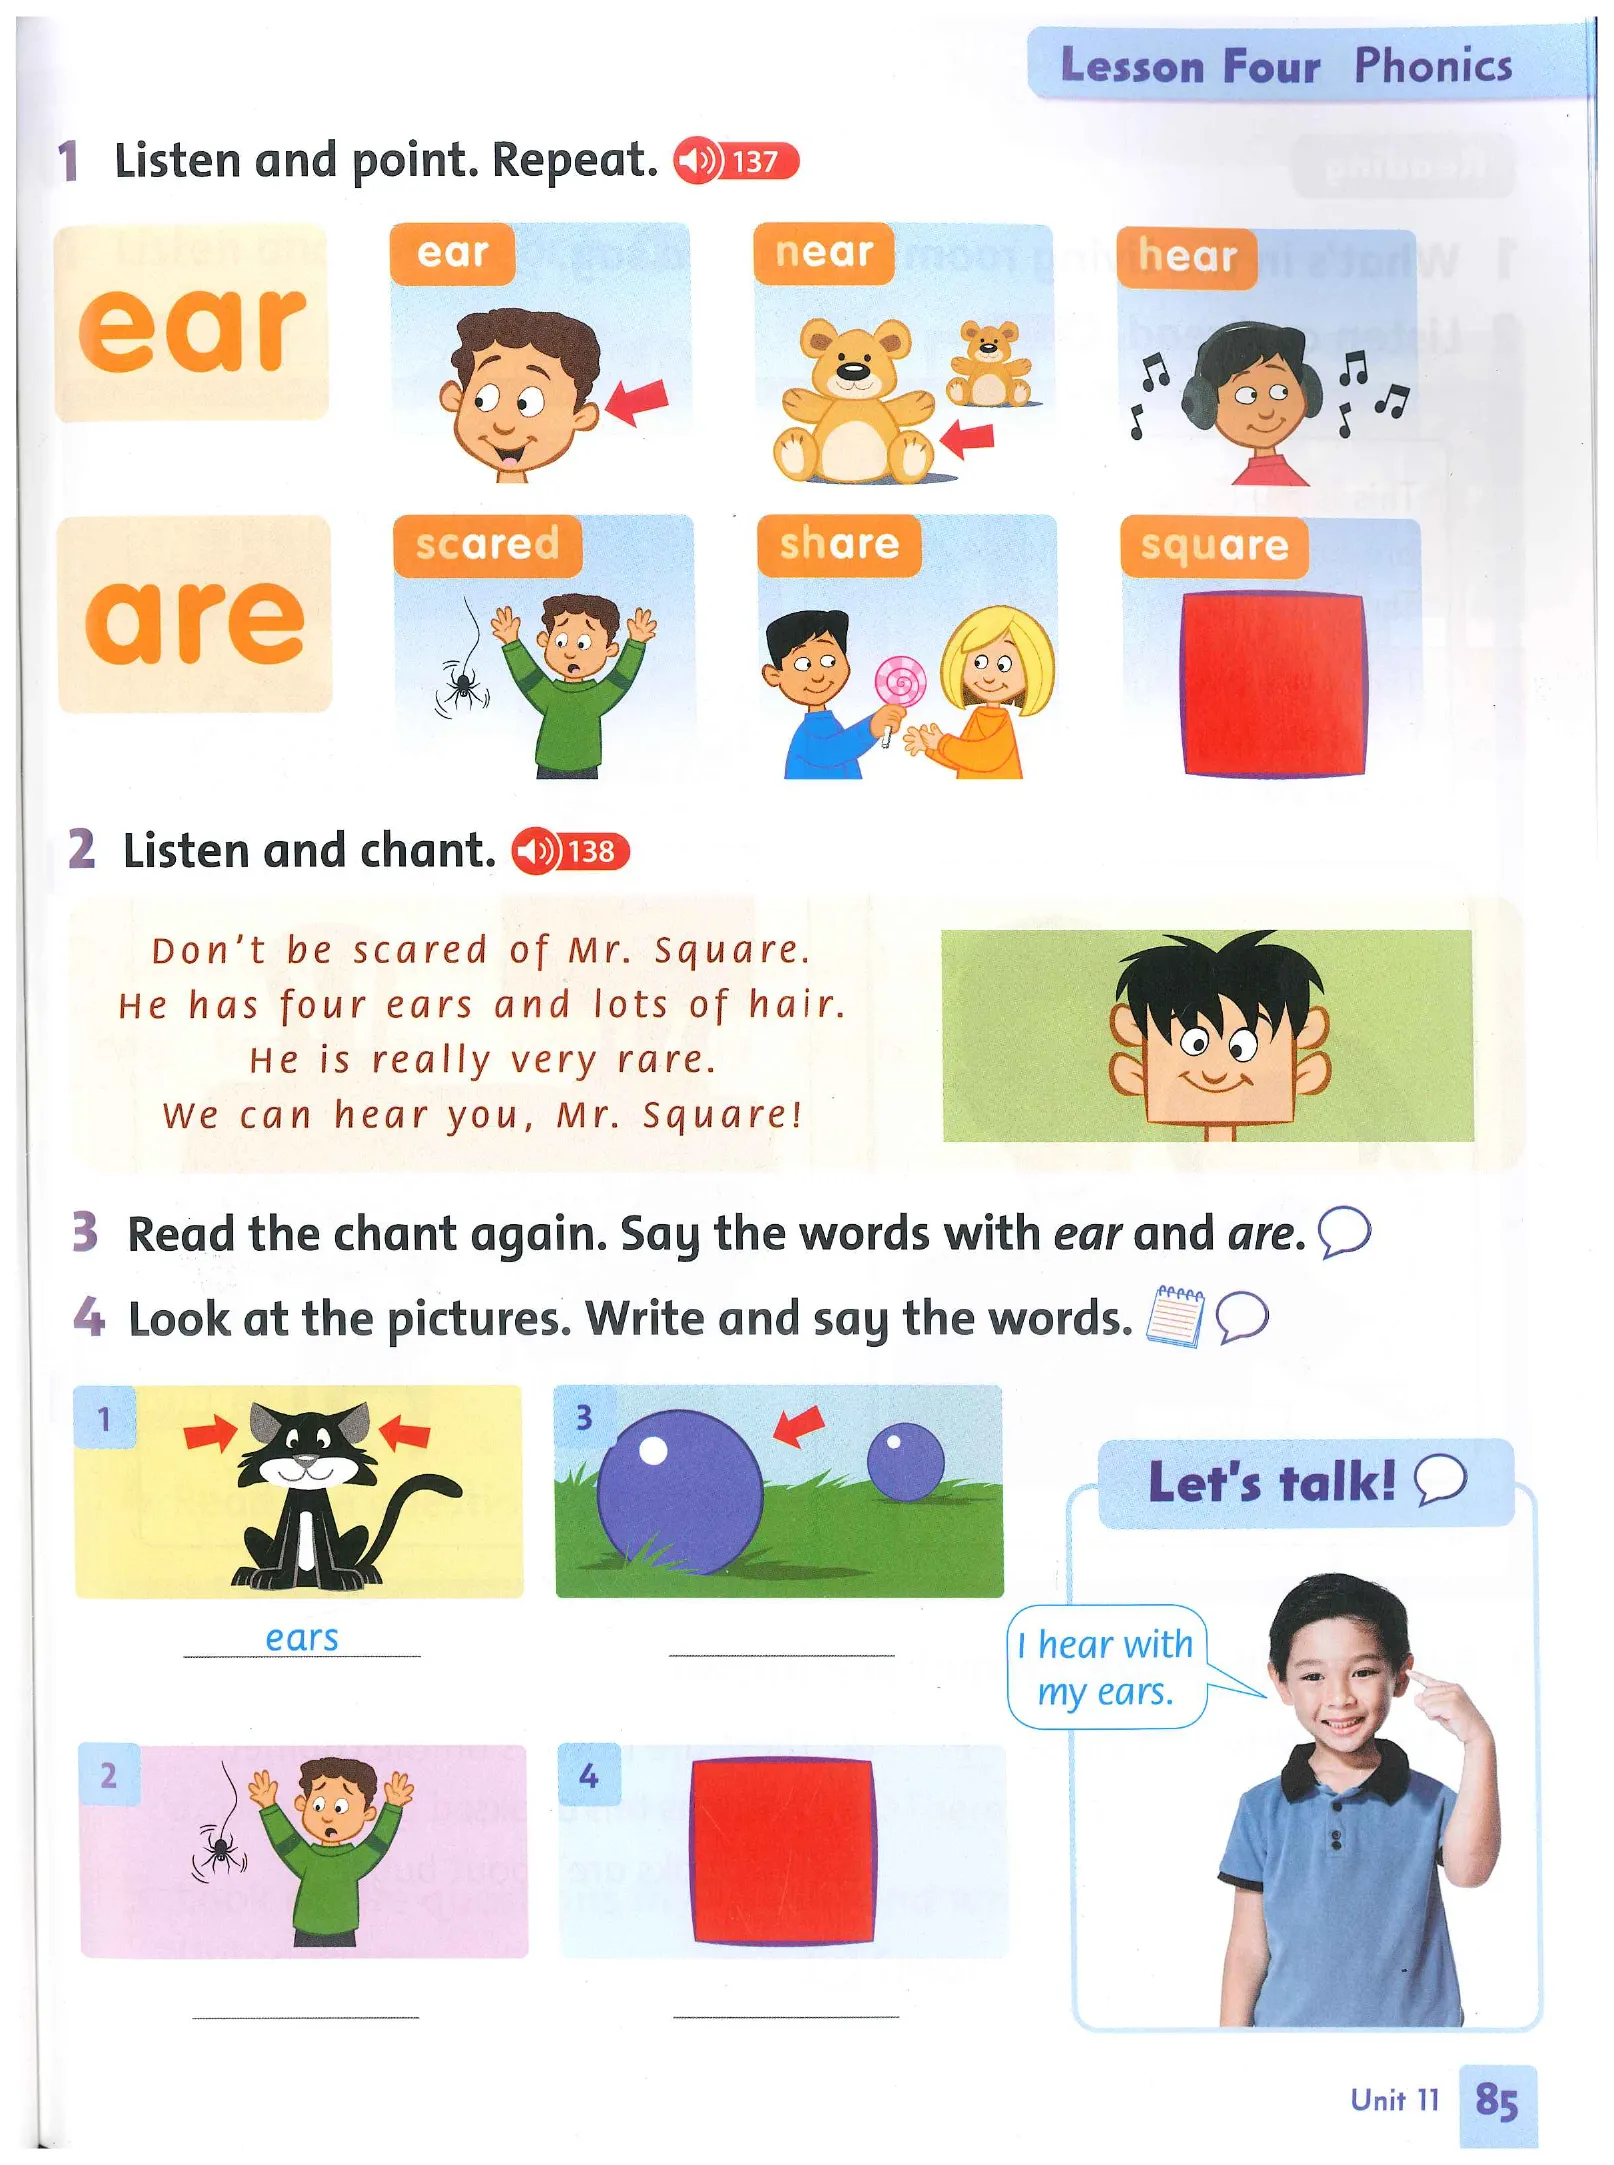 Lesson Four Phonics
1 Listen and point. Repeat. 137
ear
ear
near
hear
are
scared
share
square
2 Listen and chant. 138
Don't be scared of Mr. Square.
He has four ears and lots of hair.
He is really very rare.
We can hear you, Mr. Square!
3 Read the chant again. Say the words with ear and are.
4 Look at the pictures. Write and say the words.
1
ears
3
2
4
Let's talk!
I hear with
my ears.
Unit 11 85